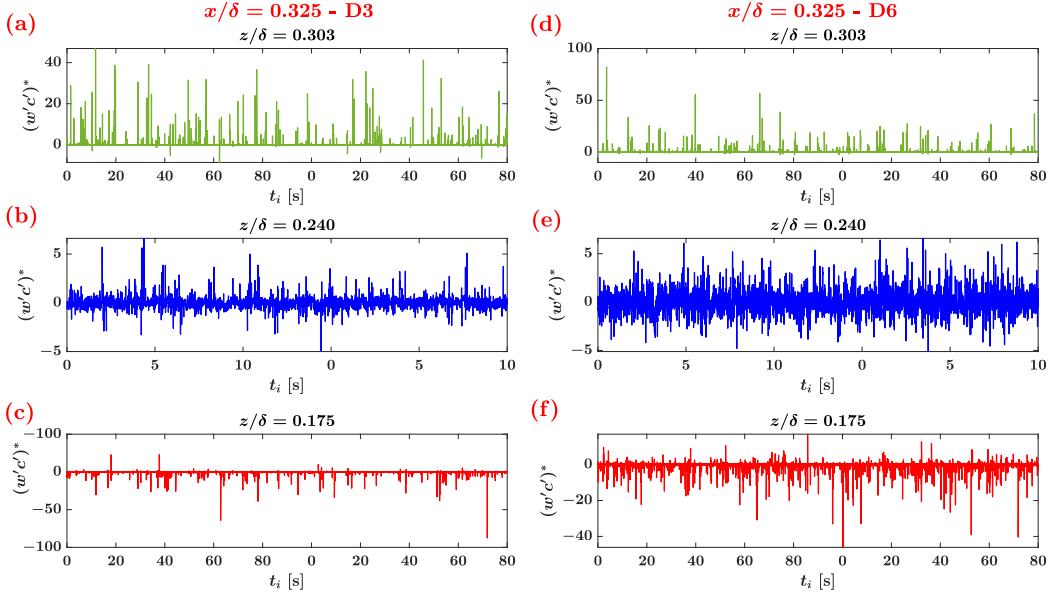 (a)
x/δ = 0.325 - D3
z/δ = 0.303
(w′c′)*
40
20
0
0 20 40 60 80 0 20 40 60 80
t_i [s]
(b)
z/δ = 0.240
(w′c′)*
5
0
−5
5 10 0 5 10
t_i [s]
(c)
z/δ = 0.175
(w′c′)*
−100
0
−50
−100
0 20 40 60 80 0 20 40 60 80
t_i [s]
(d)
x/δ = 0.325 - D6
z/δ = 0.303
(w′c′)*
100
50
0
0 20 40 60 80 0 20 40 60 80
t_i [s]
(e)
z/δ = 0.240
(w′c′)*
5
0
−5
0 5 10 0 5 10
t_i [s]
(f)
z/δ = 0.175
(w′c′)*
0
−20
−40
0 20 40 60 80 0 20 40 60 80
t_i [s]